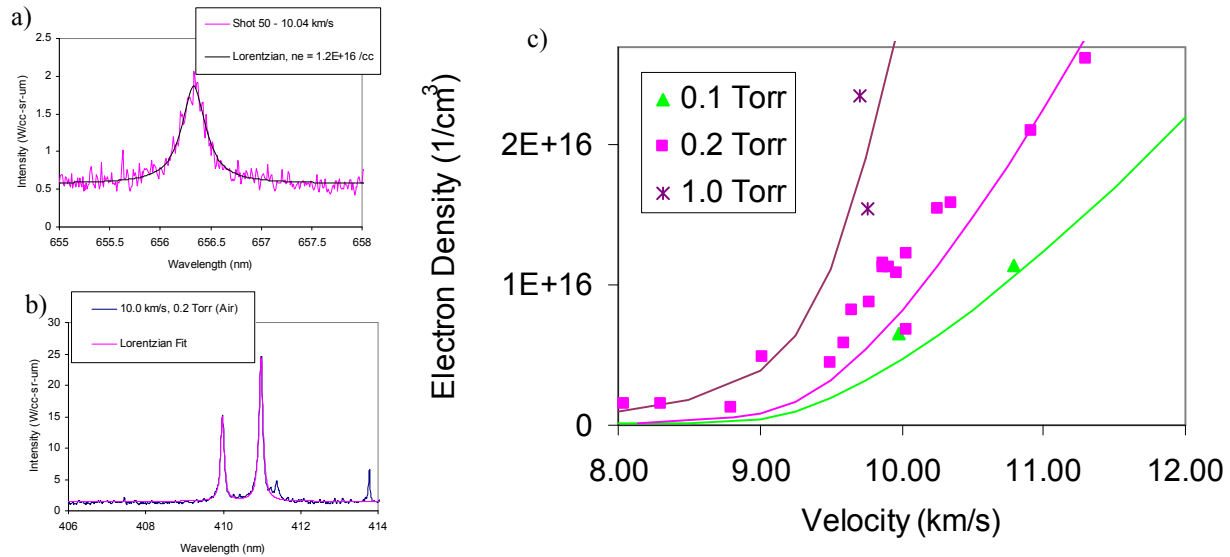 a)
Shot 50 - 10.04 km/s
Lorentzian, ne = 1.2E+16 /cc
Intensity (W/cc-sr-um)
2.5
2
1.5
1
0.5
0
655 655.5 656 656.5 657 657.5 658
Wavelength (nm)
b)
10.0 km/s, 0.2 Torr (Air)
Lorentzian Fit
Intensity (W/cc-sr-um)
30
25
20
15
10
5
0
406 408 410 412 414
Wavelength (nm)
c)
0.1 Torr
0.2 Torr
1.0 Torr
Electron Density (1/cm³)
2E+16
1E+16
0
8.00 9.00 10.00 11.00 12.00
Velocity (km/s)